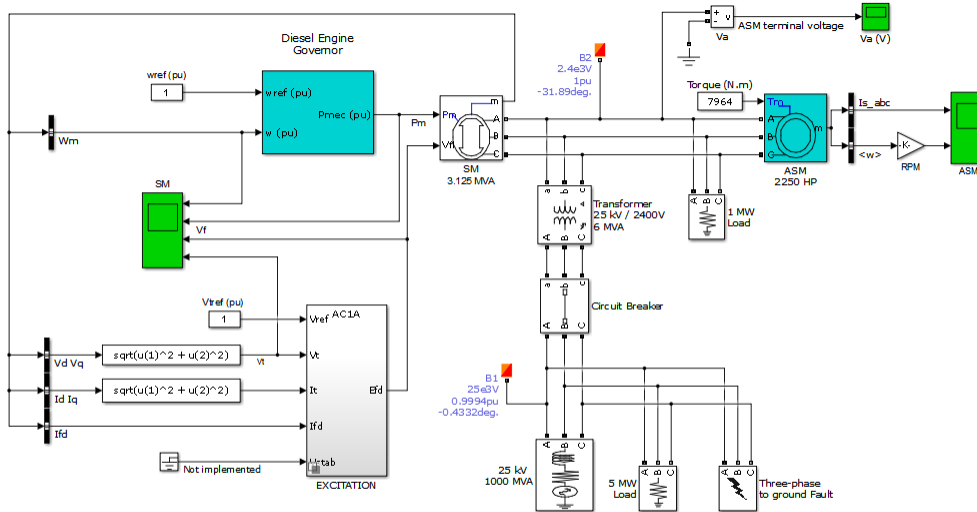 Diesel Engine
Governor
wref (pu)
1
wref (pu)
w (pu)
Pmec (pu)
Wm
Pm
Pm
Vf
m
A
B
C
SM
3.125 MVA
B2
2.4e3V
1pu
-31.89deg.
+
-
v
Va
ASM terminal voltage
Va (V)
Torque (N.m)
7964
Trq
A
B
C
m
ASM
2250 HP
Is_abc
<w>
-K-
RPM
ASM
SM
Vf
a
b
c
A
B
C
Transformer
25 kV / 2400V
6 MVA
A
B
C
1 MW
Load
a
b
c
A
B
C
Circuit Breaker
Vtref (pu)
1
AC1A
Vref
Vt
It
Ifd
Efd
EXCITATION
Vd Vq
sqrt(u(1)^2 + u(2)^2)
Vt
Id Iq
sqrt(u(1)^2 + u(2)^2)
Ifd
Not implemented
B1
25e3V
0.9994pu
-0.4332deg.
A
B
C
25 kV
1000 MVA
A
B
C
5 MW
Load
A
B
C
Three-phase
to ground Fault